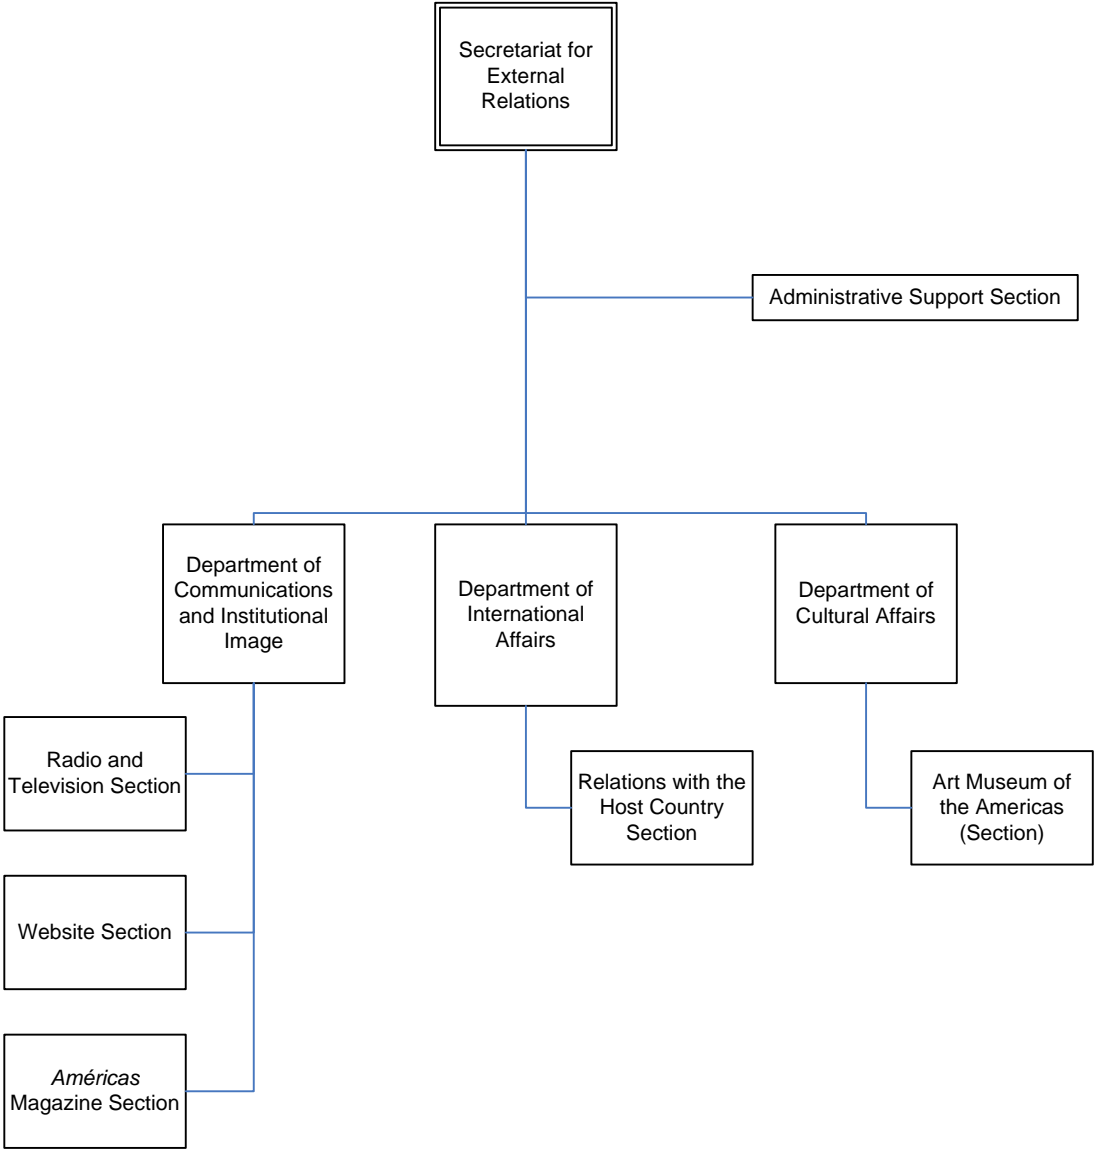 Secretariat for
External
Relations
Administrative Support Section
Department of
Communications
and Institutional
Image
Department of
International
Affairs
Department of
Cultural Affairs
Radio and
Television Section
Relations with the
Host Country
Section
Art Museum of
the Americas
(Section)
Website Section
Américas
Magazine Section